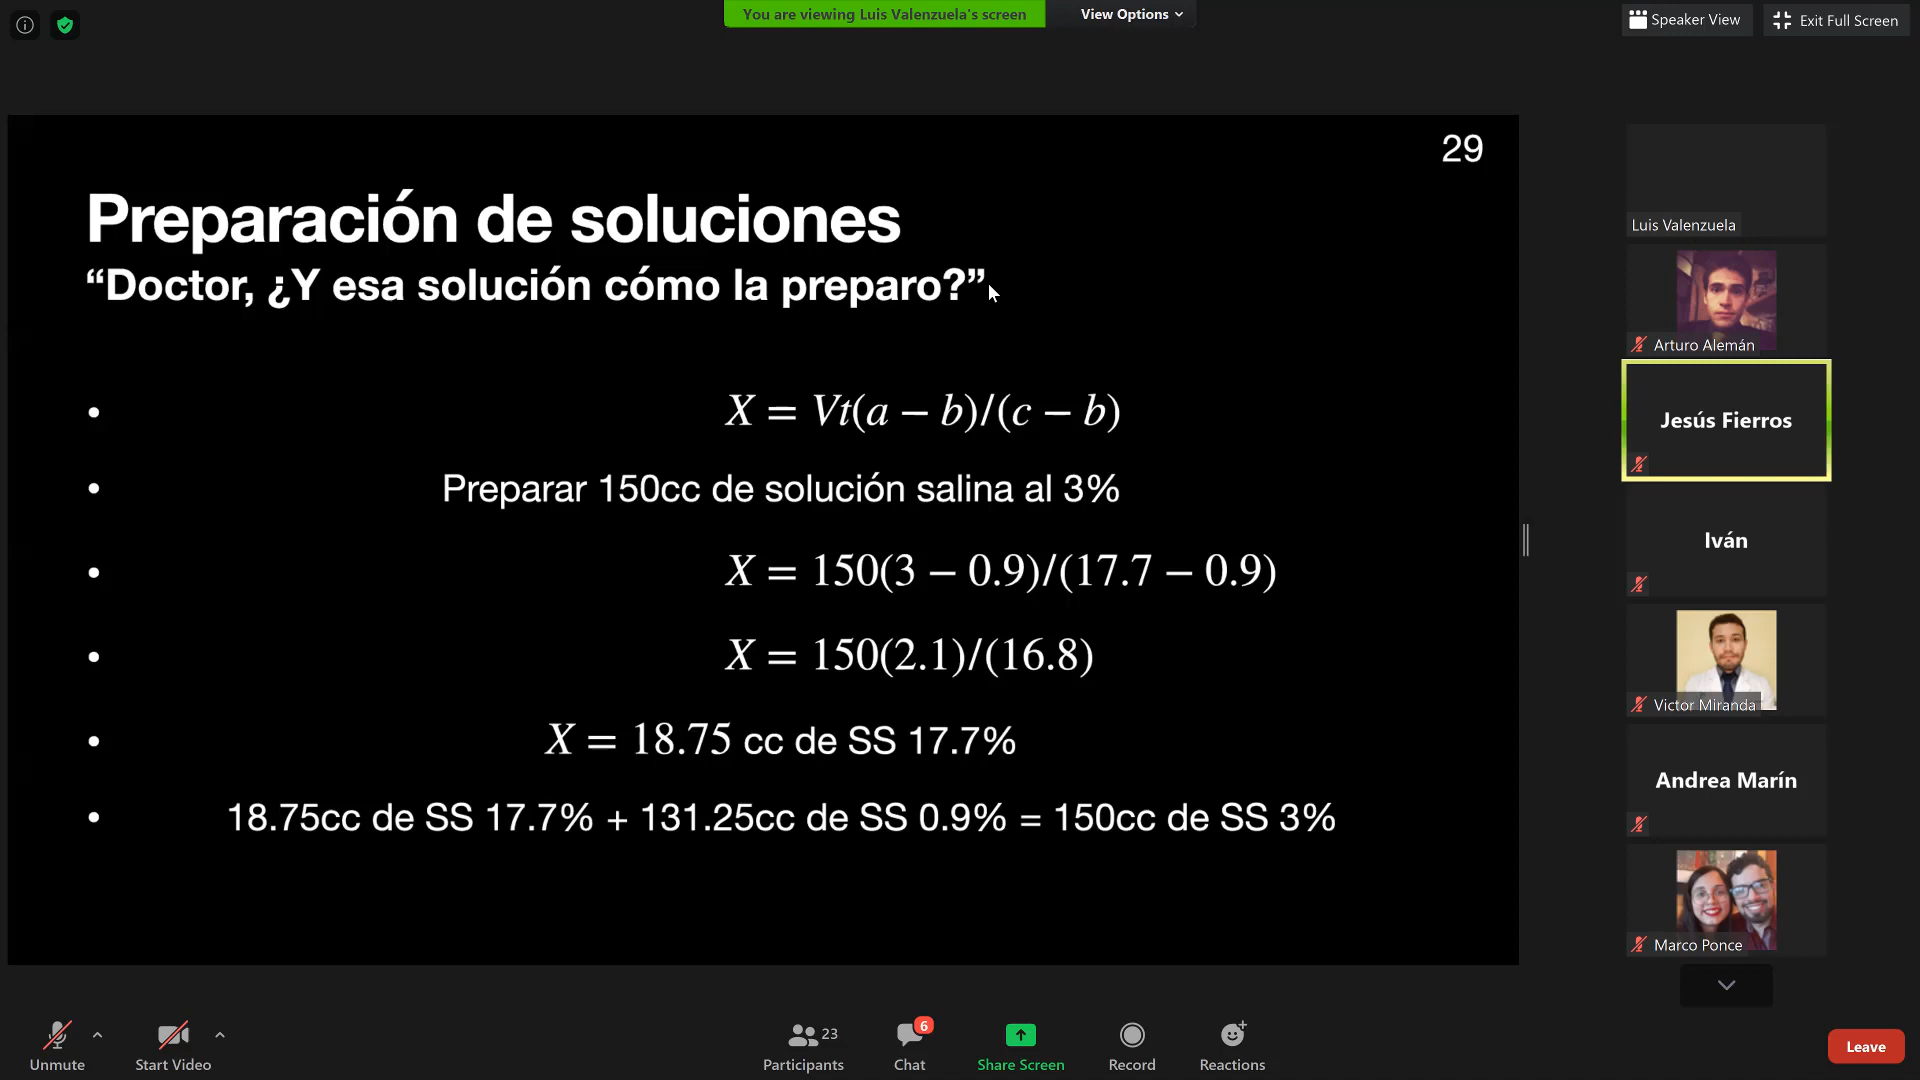 You are viewing Luis Valenzuela's screen
View Options
Speaker View
Exit Full Screen
29
Preparación de soluciones
“Doctor, ¿Y esa solución cómo la preparo?”
• X = Vt(a − b)/(c − b)
• Preparar 150cc de solución salina al 3%
• X = 150(3 − 0.9)/(17.7 − 0.9)
• X = 150(2.1)/(16.8)
• X = 18.75 cc de SS 17.7%
• 18.75cc de SS 17.7% + 131.25cc de SS 0.9% = 150cc de SS 3%
Luis Valenzuela
Arturo Alemán
Jesús Fierros
Iván
Victor Miranda
Andrea Marín
Marco Ponce
Unmute
Start Video
23
Participants
6
Chat
Share Screen
Record
Reactions
Leave